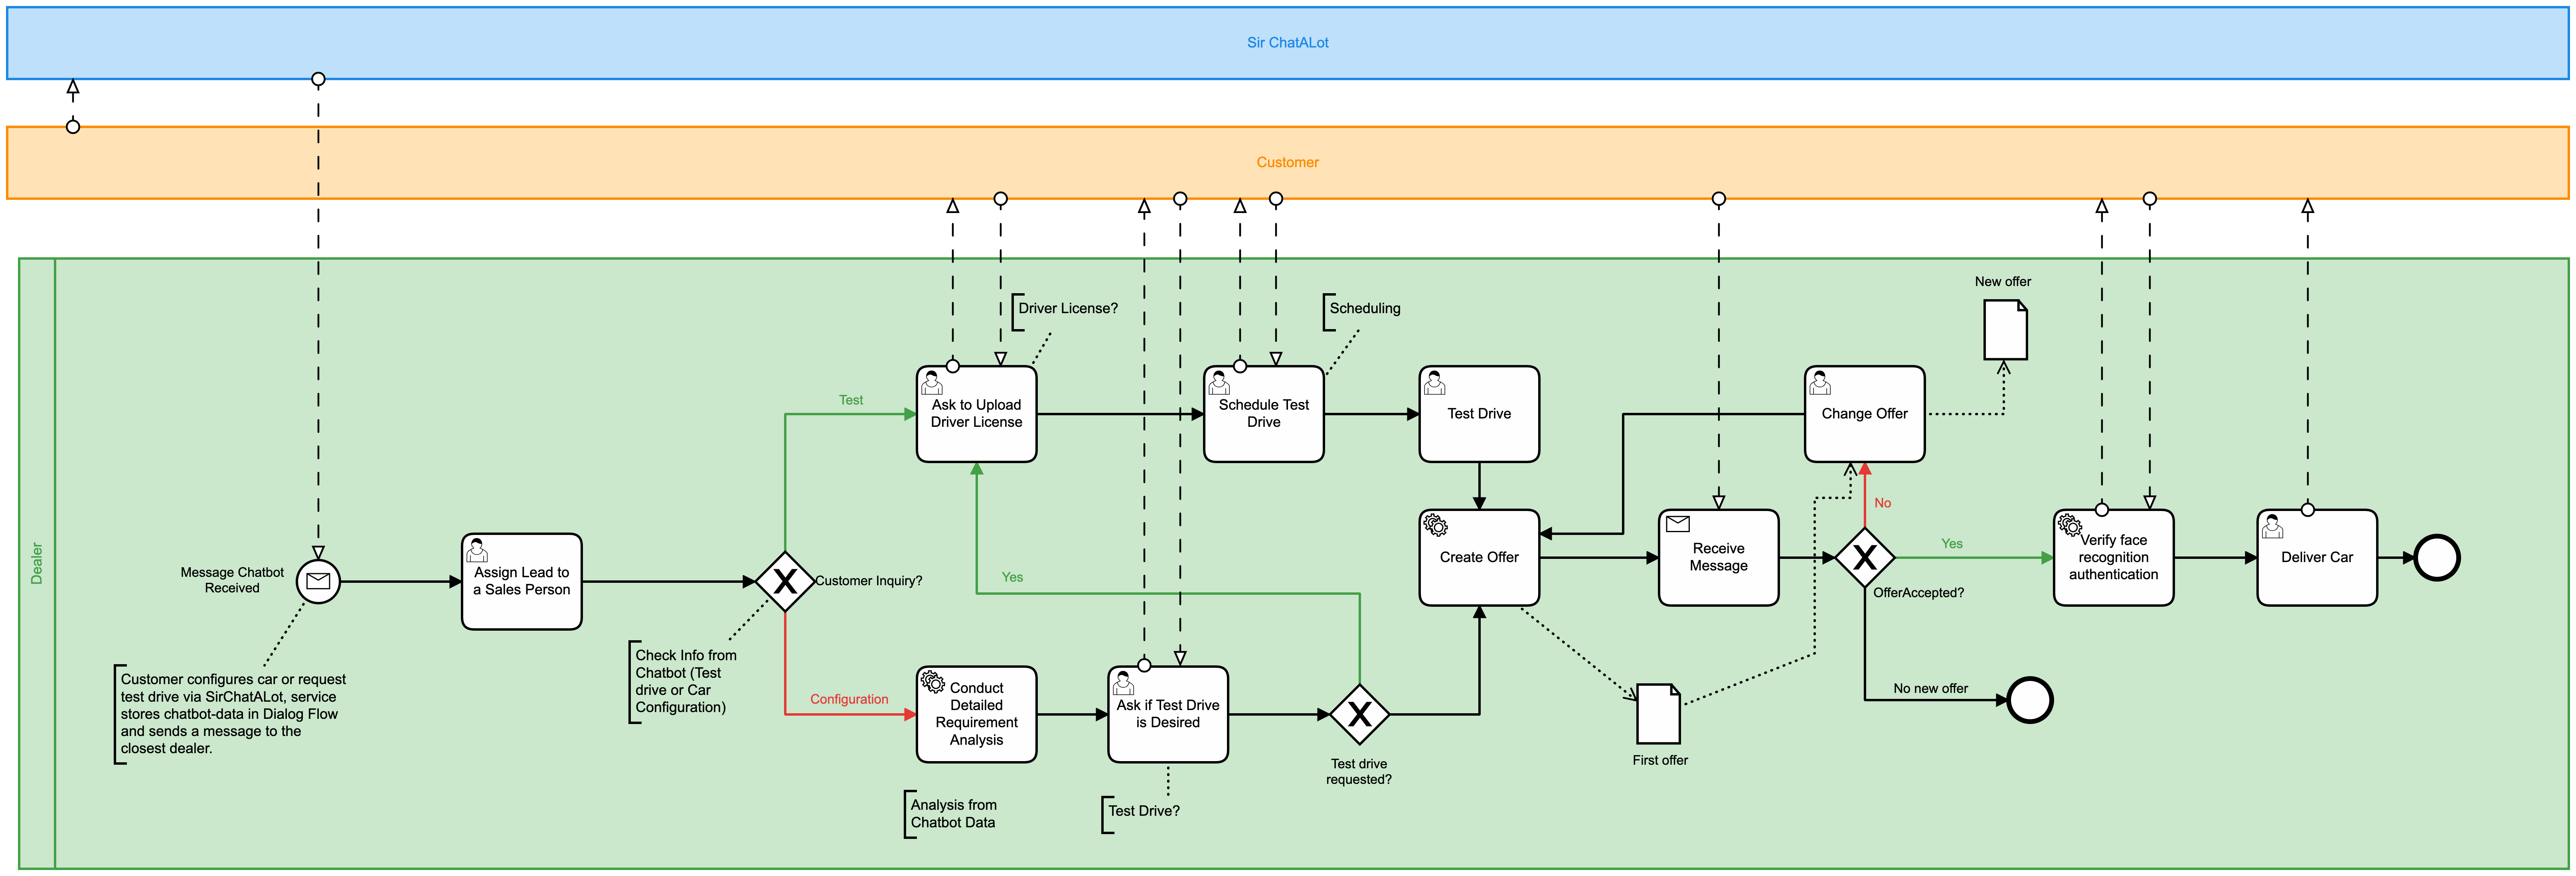 Sir ChatALot
Customer
Dealer
Message Chatbot
Received
Customer configures car or request
test drive via SirChatALot, service
stores chatbot-data in Dialog Flow
and sends a message to the
closest dealer.
Assign Lead to
a Sales Person
Customer Inquiry?
Check Info from
Chatbot (Test
drive or Car
Configuration)
Test
Configuration
Ask to Upload
Driver License
Driver License?
Yes
Conduct
Detailed
Requirement
Analysis
Analysis from
Chatbot Data
Ask if Test Drive
is Desired
Test Drive?
Schedule Test
Drive
Scheduling
Test drive
requested?
Test Drive
Create Offer
First offer
Receive
Message
Change Offer
New offer
No
OfferAccepted?
Yes
No new offer
Verify face
recognition
authentication
Deliver Car